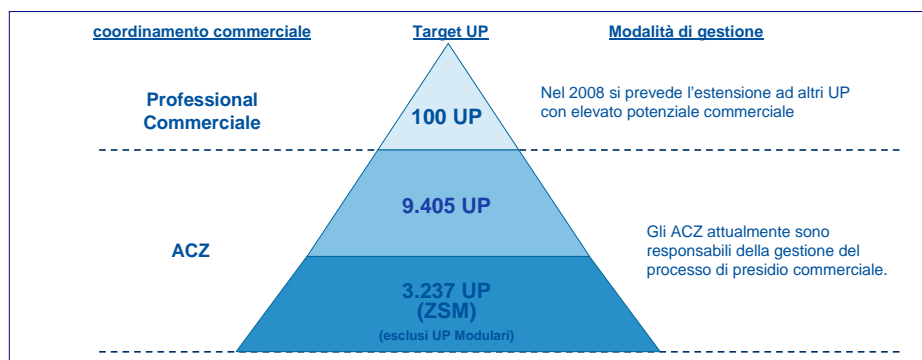 coordinamento commerciale
Target UP
Modalità di gestione
Professional
Commerciale
100 UP
Nel 2008 si prevede l'estensione ad altri UP
con elevato potenziale commerciale
9.405 UP
ACZ
Gli ACZ attualmente sono
responsabili della gestione del
processo di presidio commerciale.
3.237 UP
(ZSM)
(esclusi UP Modulari)